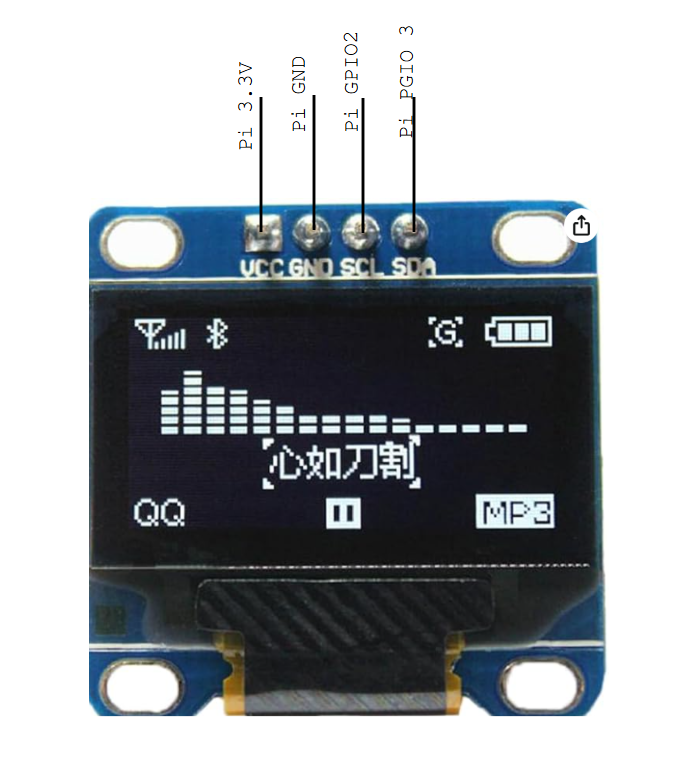 Pi 3.3V
Pi GND
Pi GPIO2
Pi PGIO 3
VCC GND SCL SDA
G
心如刀割
QQ
MP3